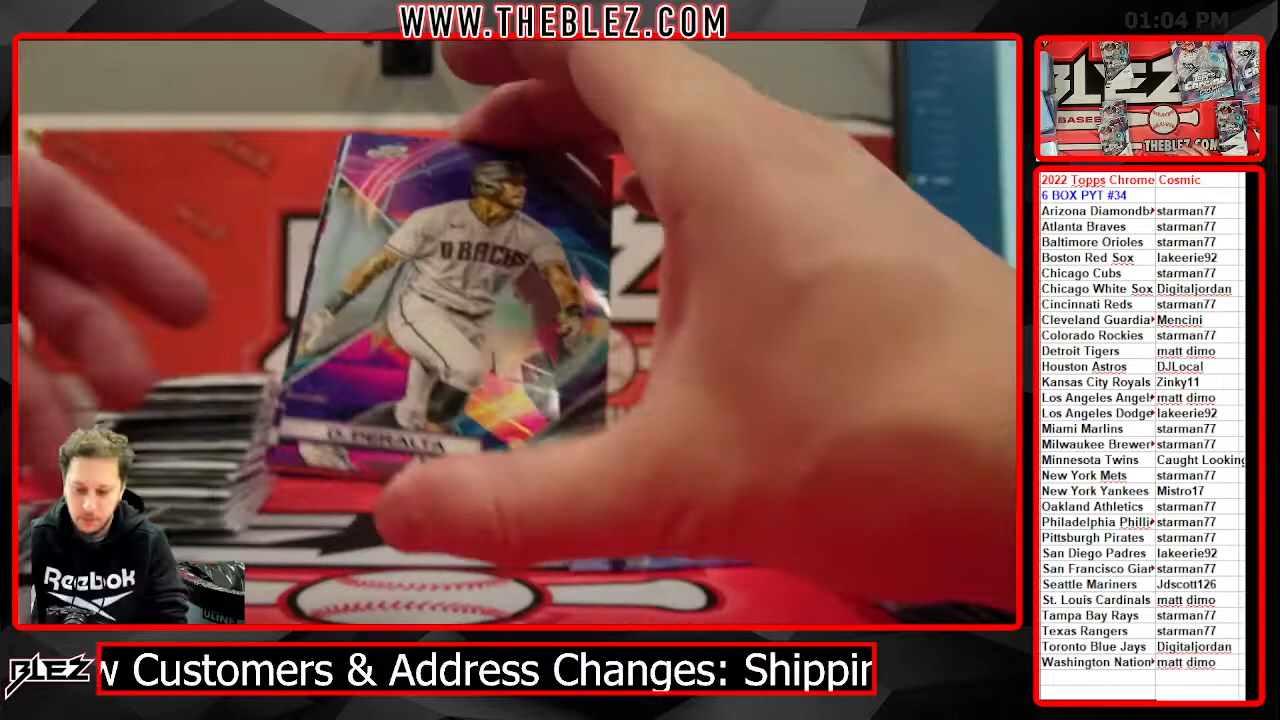 WWW.THEBLEZ.COM
01:04 PM
BLEZ
BASEB
THEBLEZ.COM
D BACKS
D. PERALTA
Reebok
ULINE
2022 Topps Chrome Cosmic
6 BOX PYT #34
Arizona Diamondb starman77
Atlanta Braves starman77
Baltimore Orioles starman77
Boston Red Sox lakeerie92
Chicago Cubs starman77
Chicago White Sox Digitaljordan
Cincinnati Reds starman77
Cleveland Guardia Mencini
Colorado Rockies starman77
Detroit Tigers matt dimo
Houston Astros DJLocal
Kansas City Royals Zinky11
Los Angeles Angel matt dimo
Los Angeles Dodge lakeerie92
Miami Marlins starman77
Milwaukee Brewer starman77
Minnesota Twins Caught Looking
New York Mets starman77
New York Yankees Mistro17
Oakland Athletics starman77
Philadelphia Philli starman77
Pittsburgh Pirates starman77
San Diego Padres lakeerie92
San Francisco Gia starman77
Seattle Mariners Jdscott126
St. Louis Cardinals matt dimo
Tampa Bay Rays starman77
Texas Rangers starman77
Toronto Blue Jays Digitaljordan
Washington Nation matt dimo
BLEZ
w Customers & Address Changes: Shippin